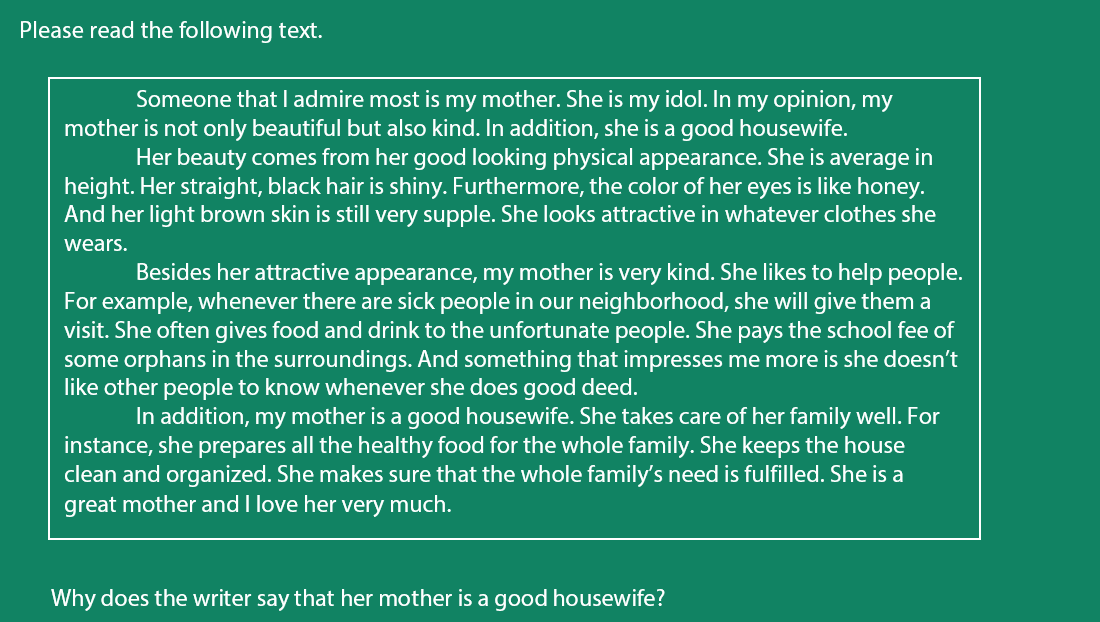 Please read the following text.
Someone that I admire most is my mother. She is my idol. In my opinion, my
mother is not only beautiful but also kind. In addition, she is a good housewife.
Her beauty comes from her good looking physical appearance. She is average in
height. Her straight, black hair is shiny. Furthermore, the color of her eyes is like honey.
And her light brown skin is still very supple. She looks attractive in whatever clothes she
wears.
Besides her attractive appearance, my mother is very kind. She likes to help people.
For example, whenever there are sick people in our neighborhood, she will give them a
visit. She often gives food and drink to the unfortunate people. She pays the school fee of
some orphans in the surroundings. And something that impresses me more is she doesn’t
like other people to know whenever she does good deed.
In addition, my mother is a good housewife. She takes care of her family well. For
instance, she prepares all the healthy food for the whole family. She keeps the house
clean and organized. She makes sure that the whole family’s need is fulfilled. She is a
great mother and I love her very much.
Why does the writer say that her mother is a good housewife?